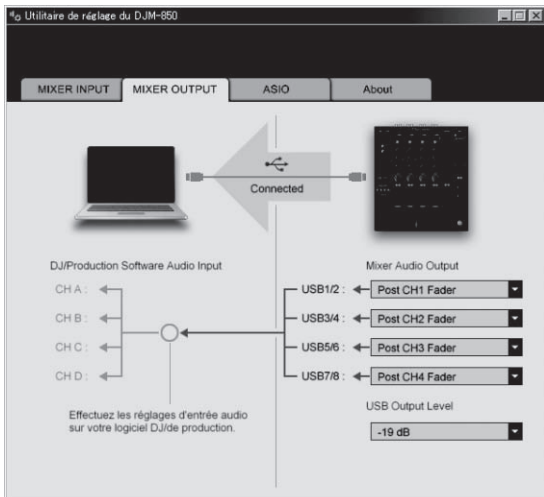 Utilitaire de réglage du DJM-850
MIXER INPUT
MIXER OUTPUT
ASIO
About
Connected
DJ/Production Software Audio Input
CH A :
CH B :
CH C :
CH D :
Effectuez les réglages d'entrée audio
sur votre logiciel DJ/de production.
Mixer Audio Output
USB1/2 : Post CH1 Fader
USB3/4 : Post CH2 Fader
USB5/6 : Post CH3 Fader
USB7/8 : Post CH4 Fader
USB Output Level
-19 dB